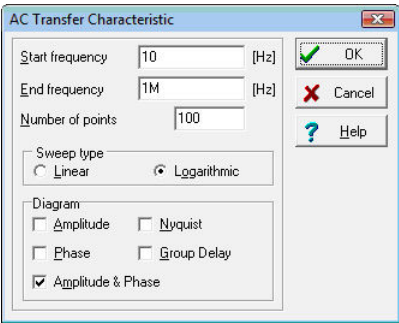 AC Transfer Characteristic
Start frequency 10 [Hz] OK
End frequency 1M [Hz] Cancel
Number of points 100 Help
Sweep type
Linear Logarithmic
Diagram
Amplitude Nyquist
Phase Group Delay
Amplitude & Phase